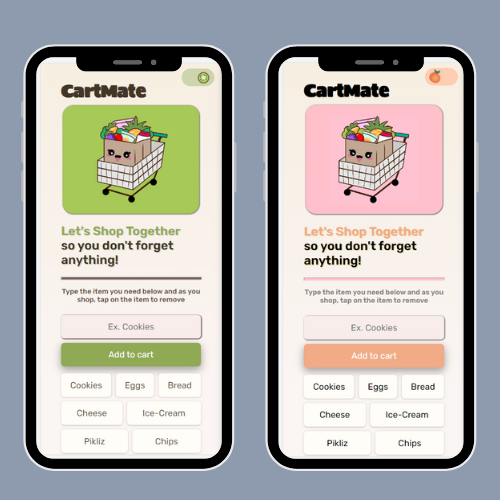 CartMate
Let's Shop Together
so you don't forget
anything!
Type the item you need below and as you
shop, tap on the item to remove
Ex. Cookies
Add to cart
Cookies Eggs Bread
Cheese Ice-Cream
Pikliz Chips
CartMate
Let's Shop Together
so you don't forget
anything!
Type the item you need below and as you
shop, tap on the item to remove
Ex. Cookies
Add to cart
Cookies Eggs Bread
Cheese Ice-Cream
Pikliz Chips